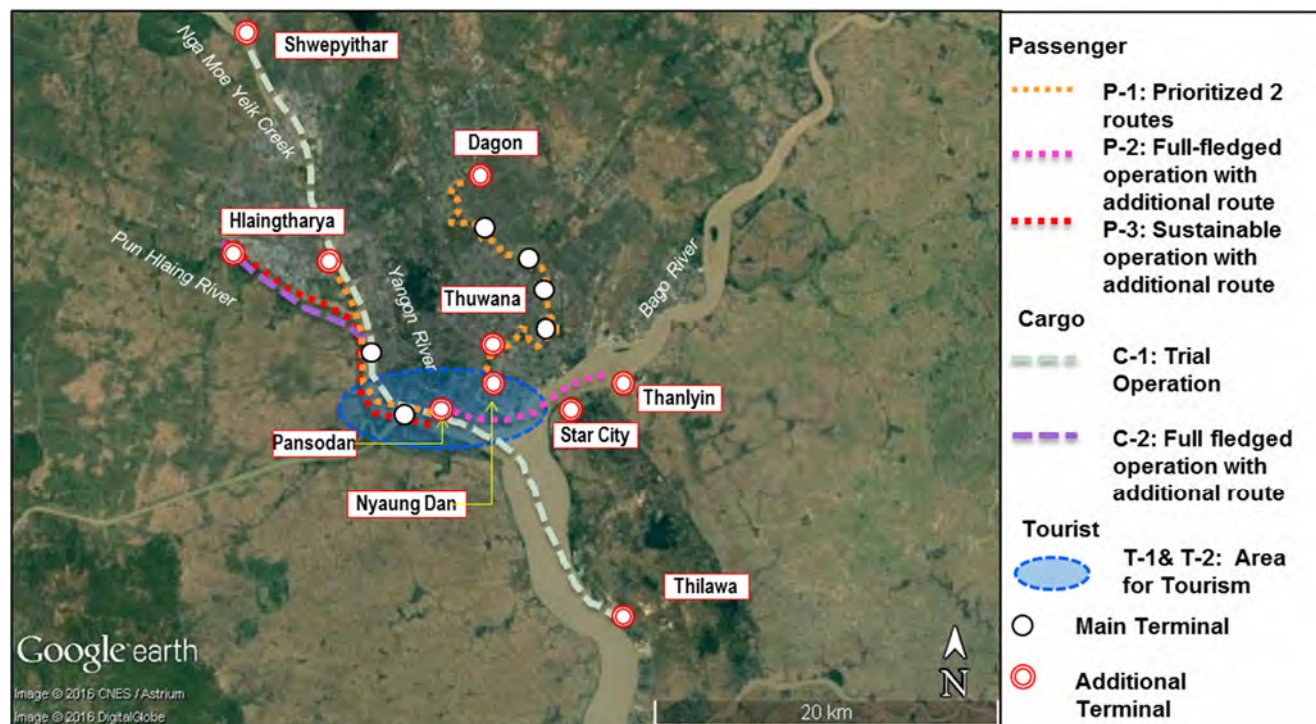 Shwepyithar
Nga Moe Yeik Creek
Dagon
Hlaingtharya
Pun Hlaing River
Yangon River
Thuwana
Bago River
Thanlyin
Star City
Pansodan
Nyaung Dan
Thilawa
Google earth
Image © 2016 CNES / Astrium
Image © 2016 DigitalGlobe
N
20 km
Passenger
P-1: Prioritized 2
routes
P-2: Full-fledged
operation with
additional route
P-3: Sustainable
operation with
additional route
Cargo
C-1: Trial
Operation
C-2: Full fledged
operation with
additional route
Tourist
T-1& T-2: Area
for Tourism
Main Terminal
Additional
Terminal